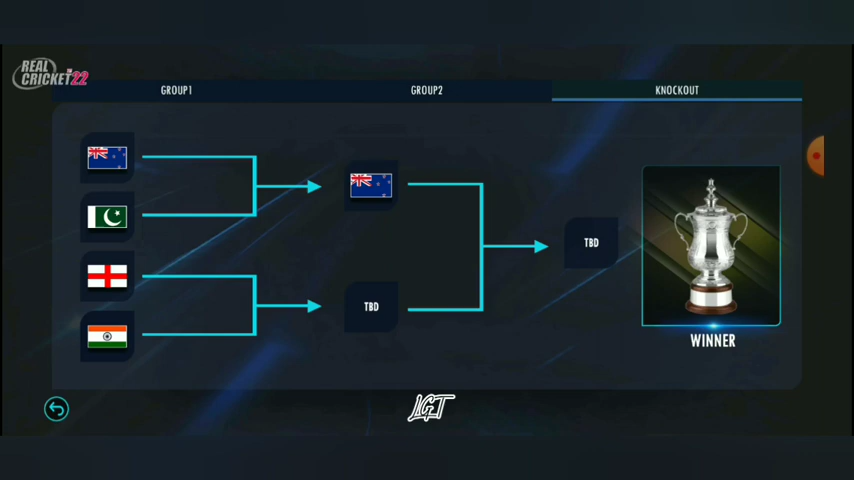 REAL
CRICKET 22
GROUP1
GROUP2
KNOCKOUT
TBD
TBD
WINNER
LGT